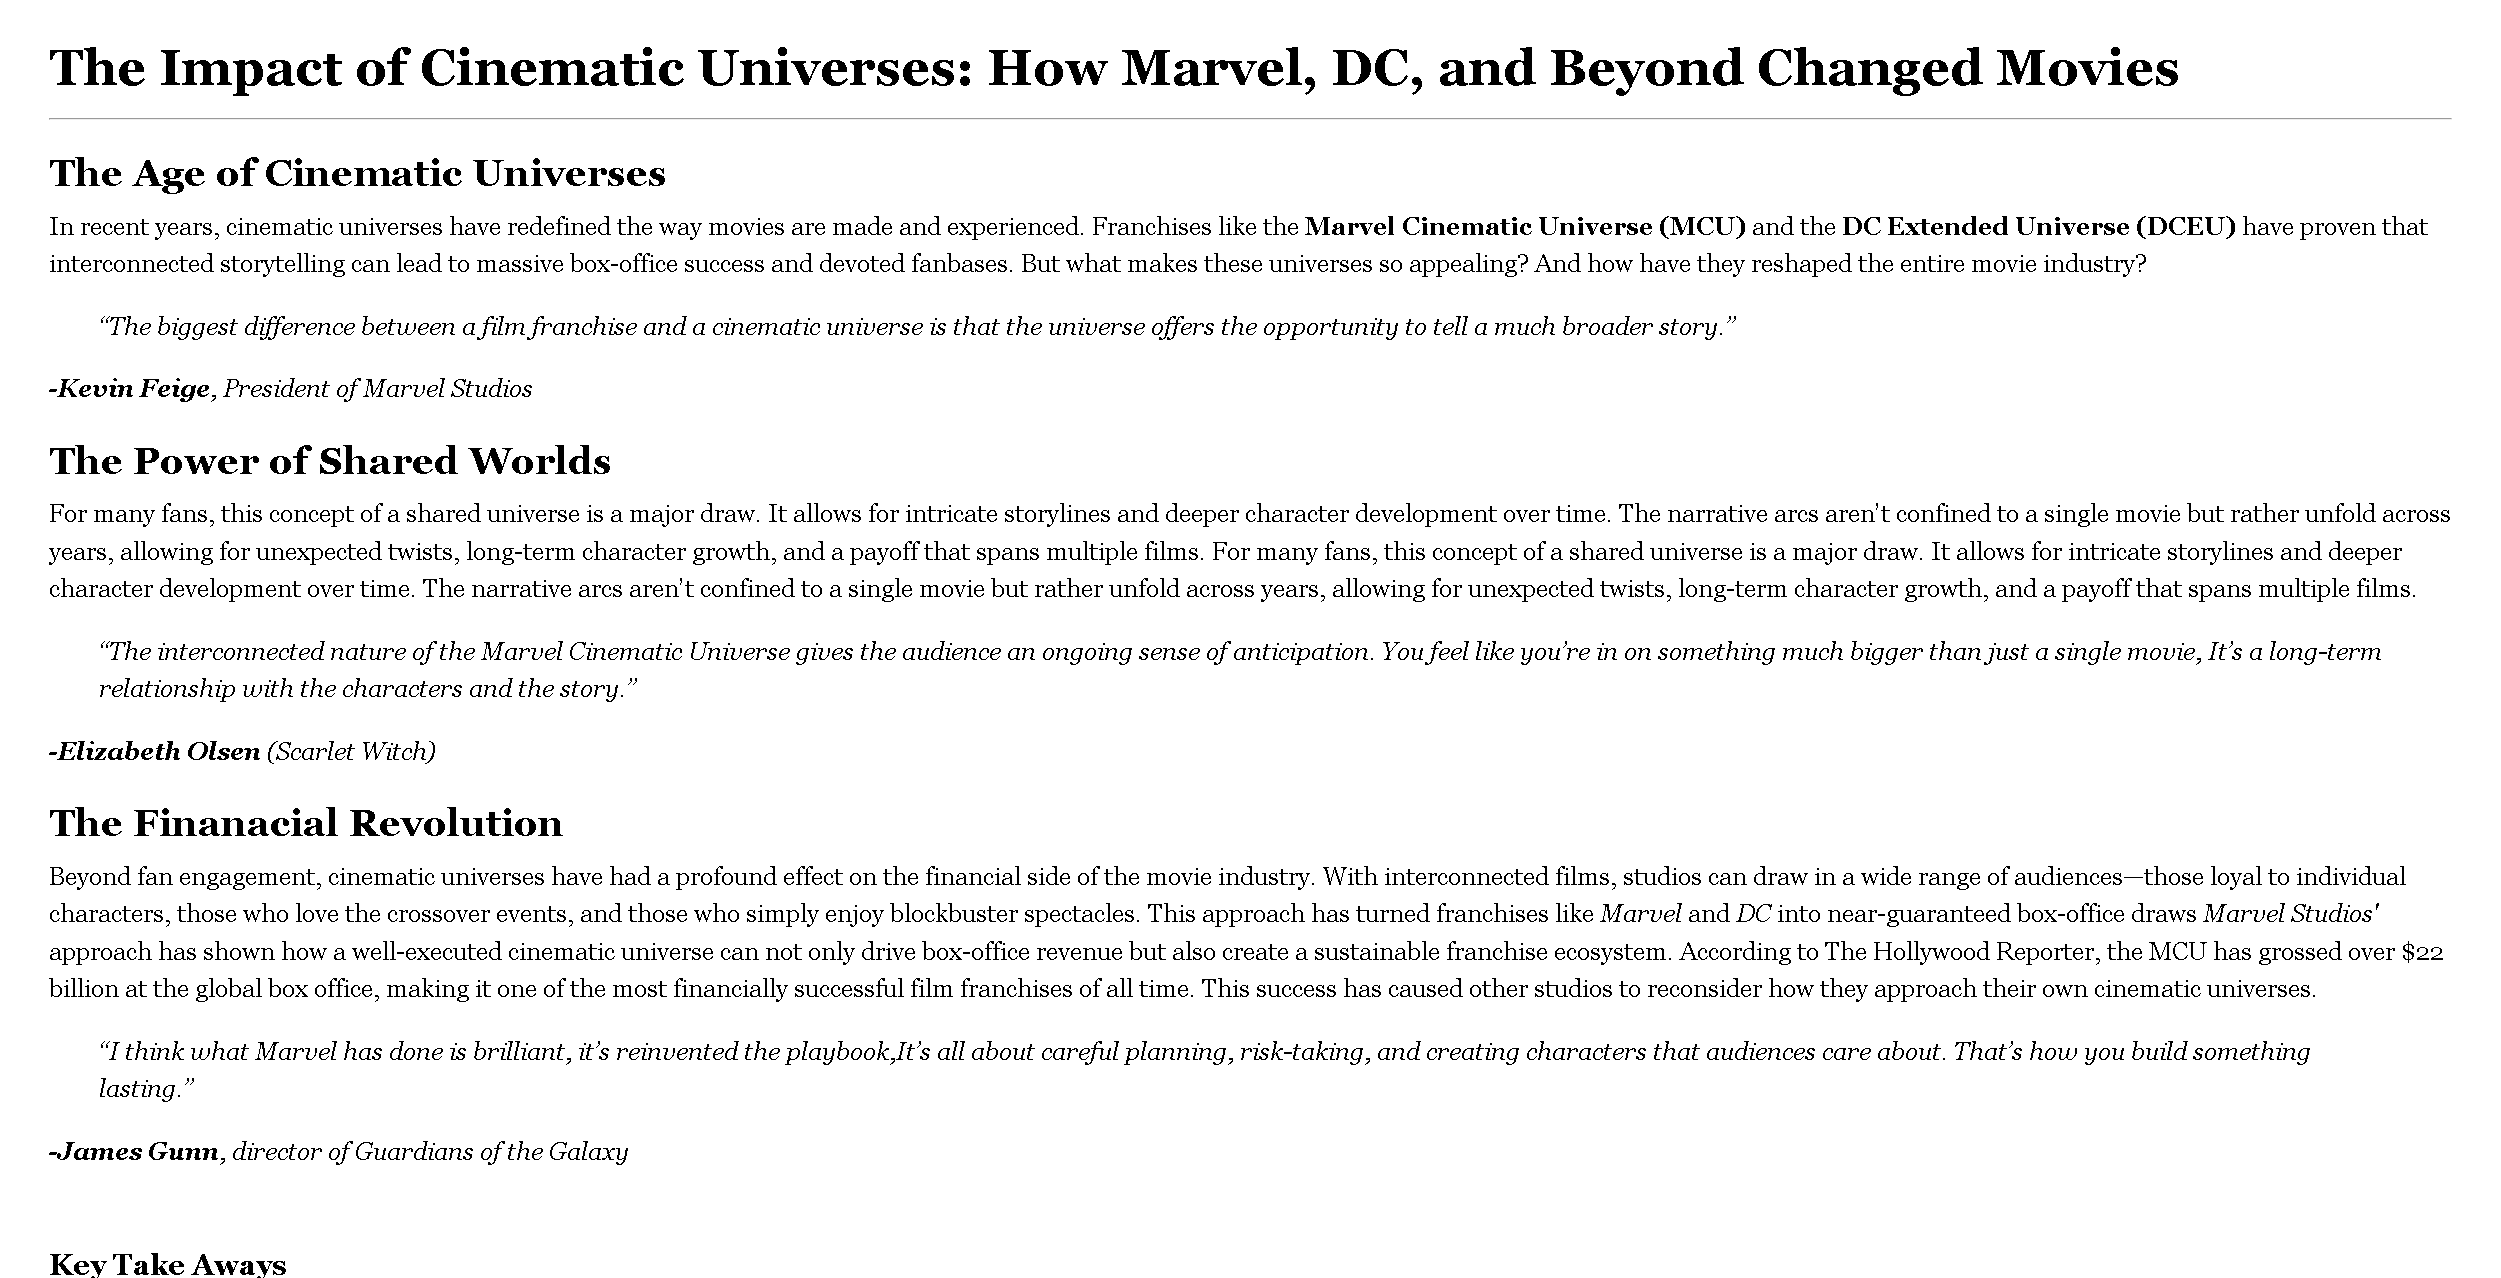 The Impact of Cinematic Universes: How Marvel, DC, and Beyond Changed Movies
The Age of Cinematic Universes
In recent years, cinematic universes have redefined the way movies are made and experienced. Franchises like the Marvel Cinematic Universe (MCU) and the DC Extended Universe (DCEU) have proven that
interconnected storytelling can lead to massive box-office success and devoted fanbases. But what makes these universes so appealing? And how have they reshaped the entire movie industry?
“The biggest difference between a film franchise and a cinematic universe is that the universe offers the opportunity to tell a much broader story.”
-Kevin Feige, President of Marvel Studios
The Power of Shared Worlds
For many fans, this concept of a shared universe is a major draw. It allows for intricate storylines and deeper character development over time. The narrative arcs aren’t confined to a single movie but rather unfold across
years, allowing for unexpected twists, long-term character growth, and a payoff that spans multiple films. For many fans, this concept of a shared universe is a major draw. It allows for intricate storylines and deeper
character development over time. The narrative arcs aren’t confined to a single movie but rather unfold across years, allowing for unexpected twists, long-term character growth, and a payoff that spans multiple films.
“The interconnected nature of the Marvel Cinematic Universe gives the audience an ongoing sense of anticipation. You feel like you’re in on something much bigger than just a single movie, It’s a long-term
relationship with the characters and the story.”
-Elizabeth Olsen (Scarlet Witch)
The Finanacial Revolution
Beyond fan engagement, cinematic universes have had a profound effect on the financial side of the movie industry. With interconnected films, studios can draw in a wide range of audiences—those loyal to individual
characters, those who love the crossover events, and those who simply enjoy blockbuster spectacles. This approach has turned franchises like Marvel and DC into near-guaranteed box-office draws Marvel Studios'
approach has shown how a well-executed cinematic universe can not only drive box-office revenue but also create a sustainable franchise ecosystem. According to The Hollywood Reporter, the MCU has grossed over $22
billion at the global box office, making it one of the most financially successful film franchises of all time. This success has caused other studios to reconsider how they approach their own cinematic universes.
“I think what Marvel has done is brilliant, it’s reinvented the playbook,It’s all about careful planning, risk-taking, and creating characters that audiences care about. That’s how you build something
lasting.”
-James Gunn, director of Guardians of the Galaxy
Key Take Aways